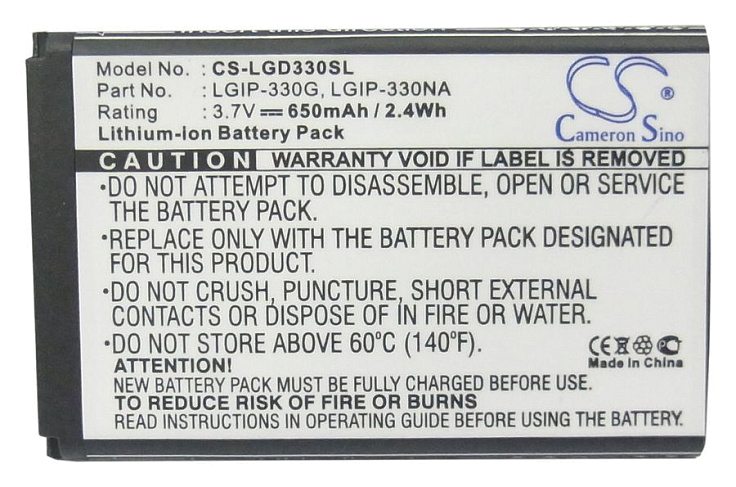 Model No. : CS-LGD330SL
Part No. : LGIP-330G, LGIP-330NA
Rating : 3.7V 650mAh / 2.4Wh
Lithium-ion Battery Pack
CS ®
Cameron Sino
CAUTION WARRANTY VOID IF LABEL IS REMOVED
•DO NOT ATTEMPT TO DISASSEMBLE, OPEN OR SERVICE
THE BATTERY PACK.
•REPLACE ONLY WITH THE BATTERY PACK DESIGNATED
FOR THIS PRODUCT.
•DO NOT CRUSH, PUNCTURE, SHORT EXTERNAL
CONTACTS OR DISPOSE OF IN FIRE OR WATER.
•DO NOT STORE ABOVE 60°C (140°F).
CE
Made in China
ATTENTION!
NEW BATTERY PACK MUST BE FULLY CHARGED BEFORE USE.
TO REDUCE RISK OF FIRE OR BURNS
READ INSTRUCTIONS IN OPERATING GUIDE BEFORE USING BATTERY.